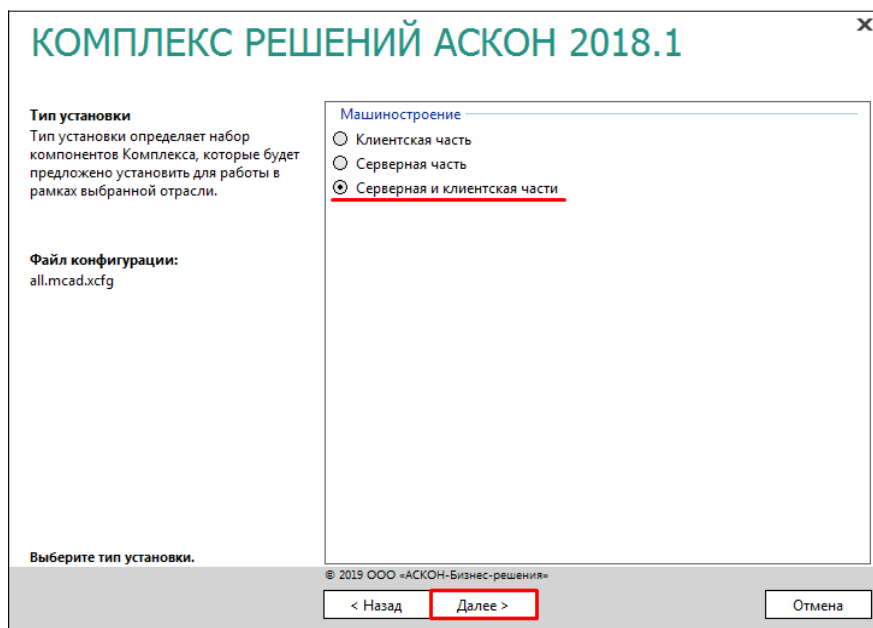 КОМПЛЕКС РЕШЕНИЙ АСКОН 2018.1
Тип установки
Тип установки определяет набор
компонентов Комплекса, которые будет
предложено установить для работы в
рамках выбранной отрасли.
Файл конфигурации:
all.mcad.xcfg
Выберите тип установки.
Машиностроение
Клиентская часть
Серверная часть
Серверная и клиентская части
© 2019 ООО «АСКОН-Бизнес-решения»
< Назад
Далее >
Отмена